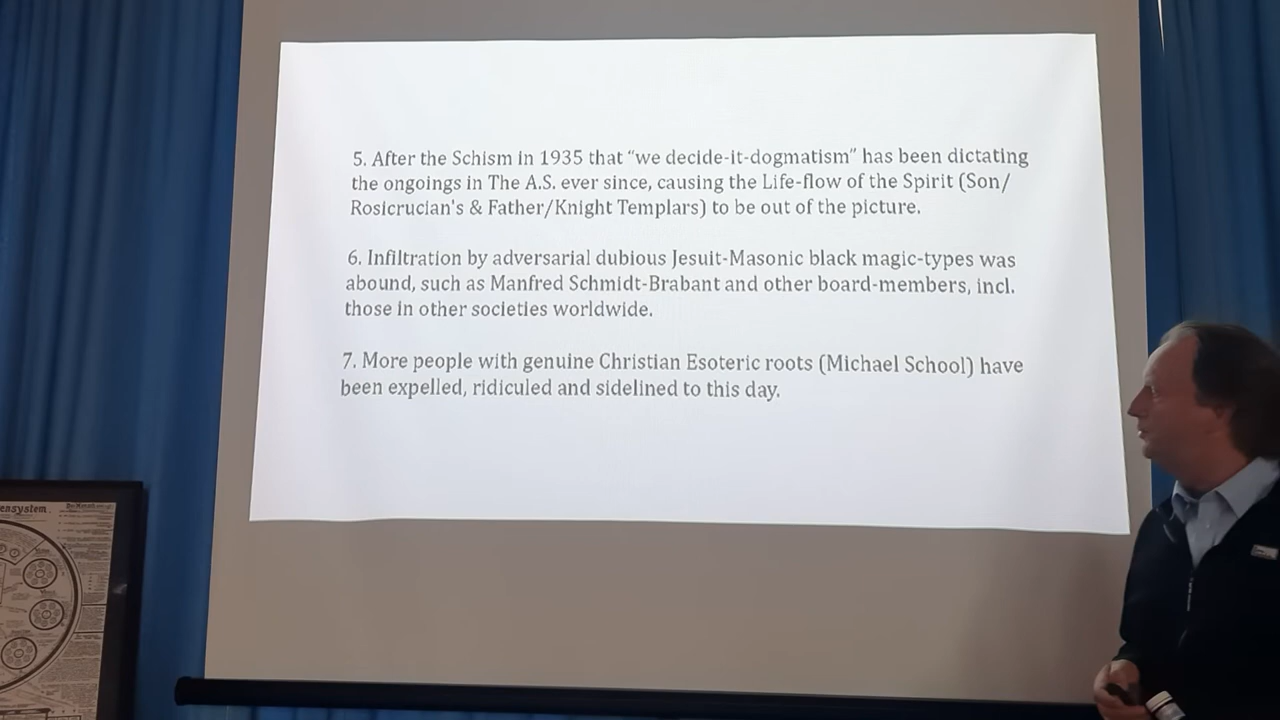 5. After the Schism in 1935 that “we decide-it-dogmatism” has been dictating
the ongoings in The A.S. ever since, causing the Life-flow of the Spirit (Son/
Rosicrucian's & Father/Knight Templars) to be out of the picture.
6. Infiltration by adversarial dubious Jesuit-Masonic black magic-types was
abound, such as Manfred Schmidt-Brabant and other board-members, incl.
those in other societies worldwide.
7. More people with genuine Christian Esoteric roots (Michael School) have
been expelled, ridiculed and sidelined to this day.